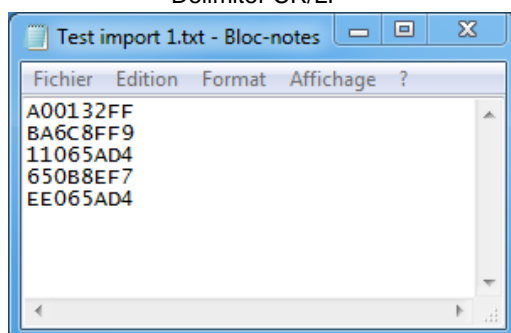 Delimiter CR/LF
Test import 1.txt - Bloc-notes
Fichier Edition Format Affichage ?
A00132FF
BA6C8FF9
11065AD4
650B8EF7
EE065AD4